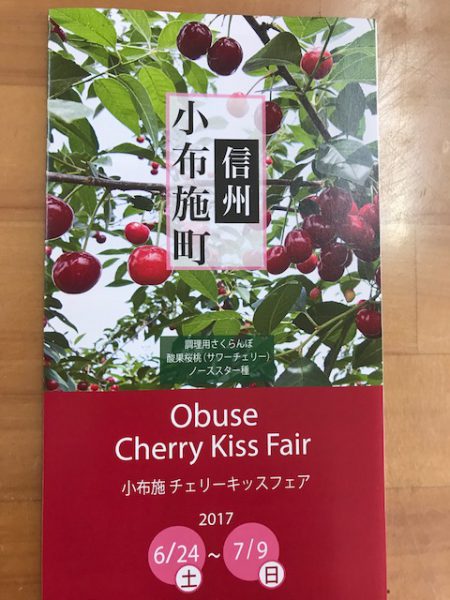 信州
小布施町
調理用さくらんぼ
酸果桜桃(サワーチェリー)
ノーススター種
Obuse
Cherry Kiss Fair
小布施 チェリーキッスフェア
2017
6/24土 ~ 7/9日